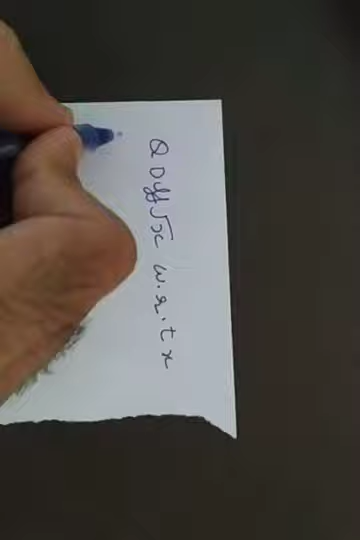 Q Diff √x w.r.t x